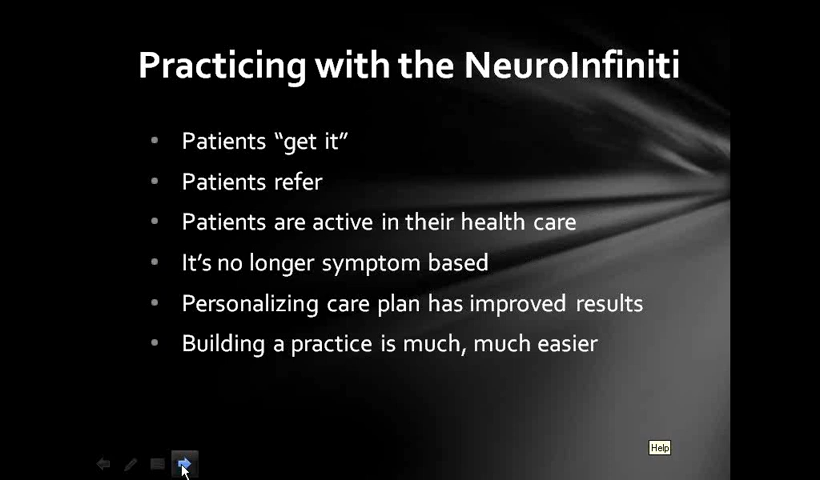 Practicing with the NeuroInfiniti
• Patients “get it”
• Patients refer
• Patients are active in their health care
• It’s no longer symptom based
• Personalizing care plan has improved results
• Building a practice is much, much easier
Help